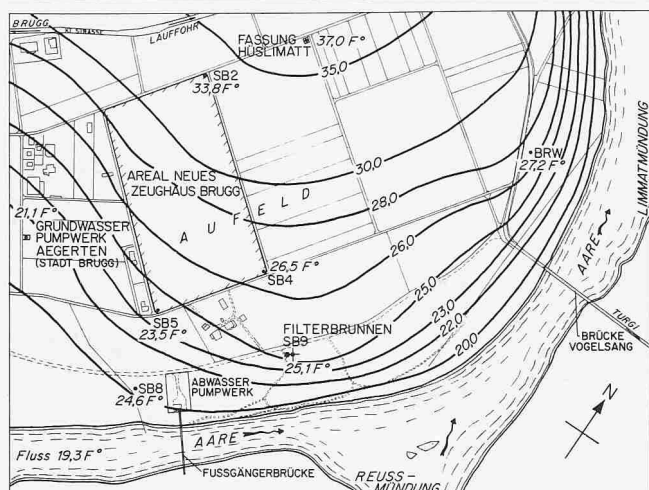 BRUGG
KT. STRASSE
LAUFFOHR
FASSUNG
HÜSLIMATT
37,0 F°
35,0
SB2
33,8 F°
30,0
BRW
27,2 F°
LIMMATMÜNDUNG
AREAL NEUES
ZEUGHAUS BRUGG
AUFELD
28,0
21,1 F°
GRUNDWASSER
PUMPWERK
AEGERTEN
(STADT BRUGG)
26,0
AARE
26,5 F°
SB4
25,0
23,0
22,0
20,0
TURGI
SB5
23,5 F°
FILTERBRUNNEN
SB9
25,1 F°
BRÜCKE
VOGELSANG
SB8
24,6 F°
ABWASSER
PUMPWERK
N
AARE
Fluss 19,3 F°
FUSSGÄNGERBRÜCKE
REUSS-
MÜNDUNG